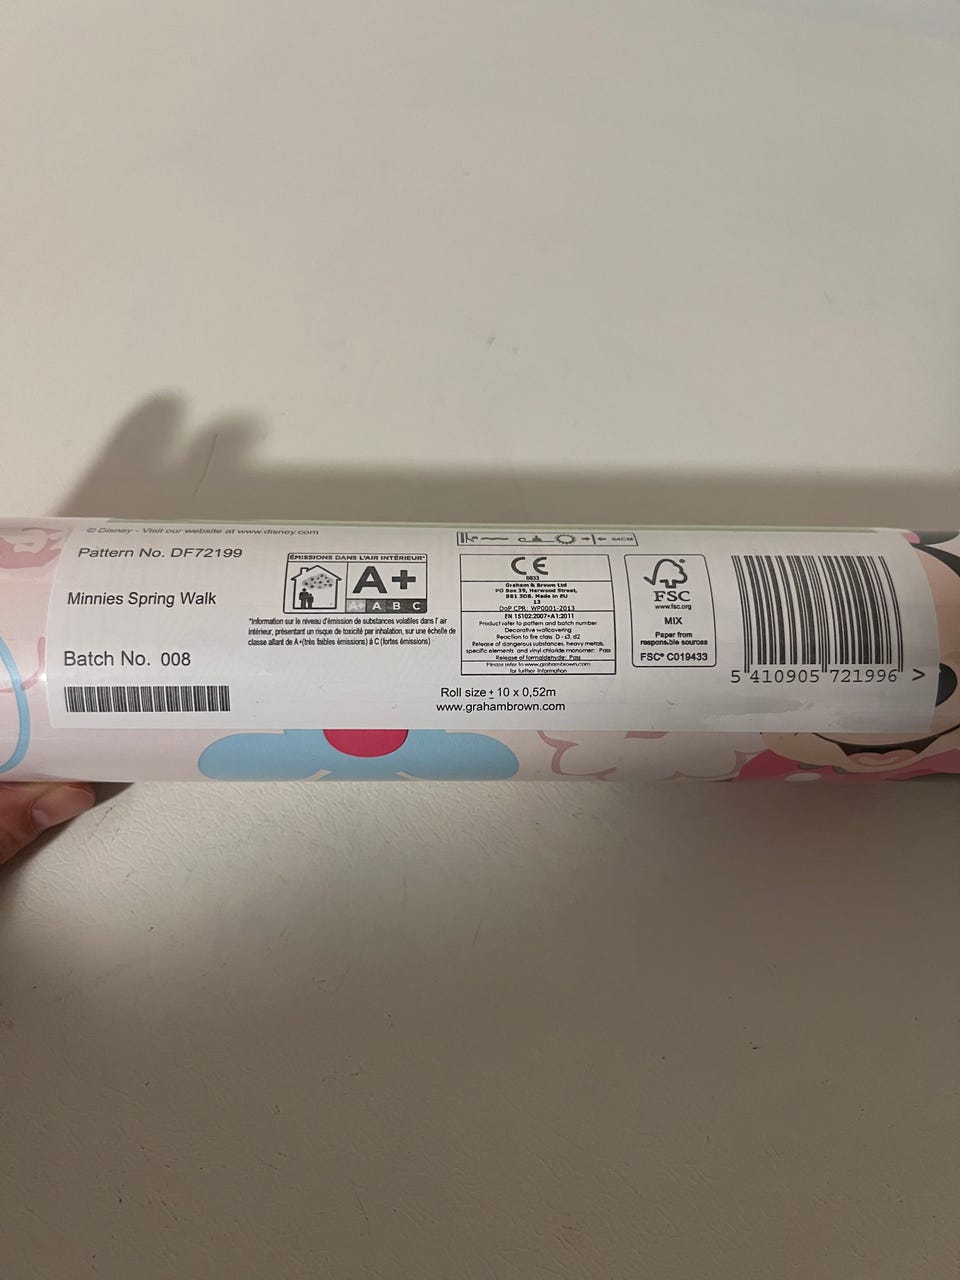 © Disney - Visit our website at www.disney.com
Pattern No. DF72199
Minnies Spring Walk
Batch No. 008
ÉMISSIONS DANS L'AIR INTÉRIEUR*
A+
A+ A B C
*Information sur le niveau d'émission de substances volatiles dans l' air
intérieur, présentant un risque de toxicité par inhalation, sur une échelle de
classe allant de A+(très faibles émissions) à C (fortes émissions)
64CM
CE
0833
Graham & Brown Ltd
PO Box 39, Harwood Street,
BB1 3DB. Made in EU
13
DoP CPR: WP0001-2013
EN 15102:2007+A1:2011
Product refer to pattern and batch number
Decorative wallcovering
Reaction to fire class D - s3, d2
Release of dangerous substances, heavy metals,
specific elements and vinyl chloride monomer: Pass
Release of formaldehyde: Pass
Please refer to www.grahambrown.com
for further information
Roll size ± 10 x 0,52m
www.grahambrown.com
FSC
www.fsc.org
MIX
Paper from
responsible sources
FSC® C019433
5 410905 721996 >